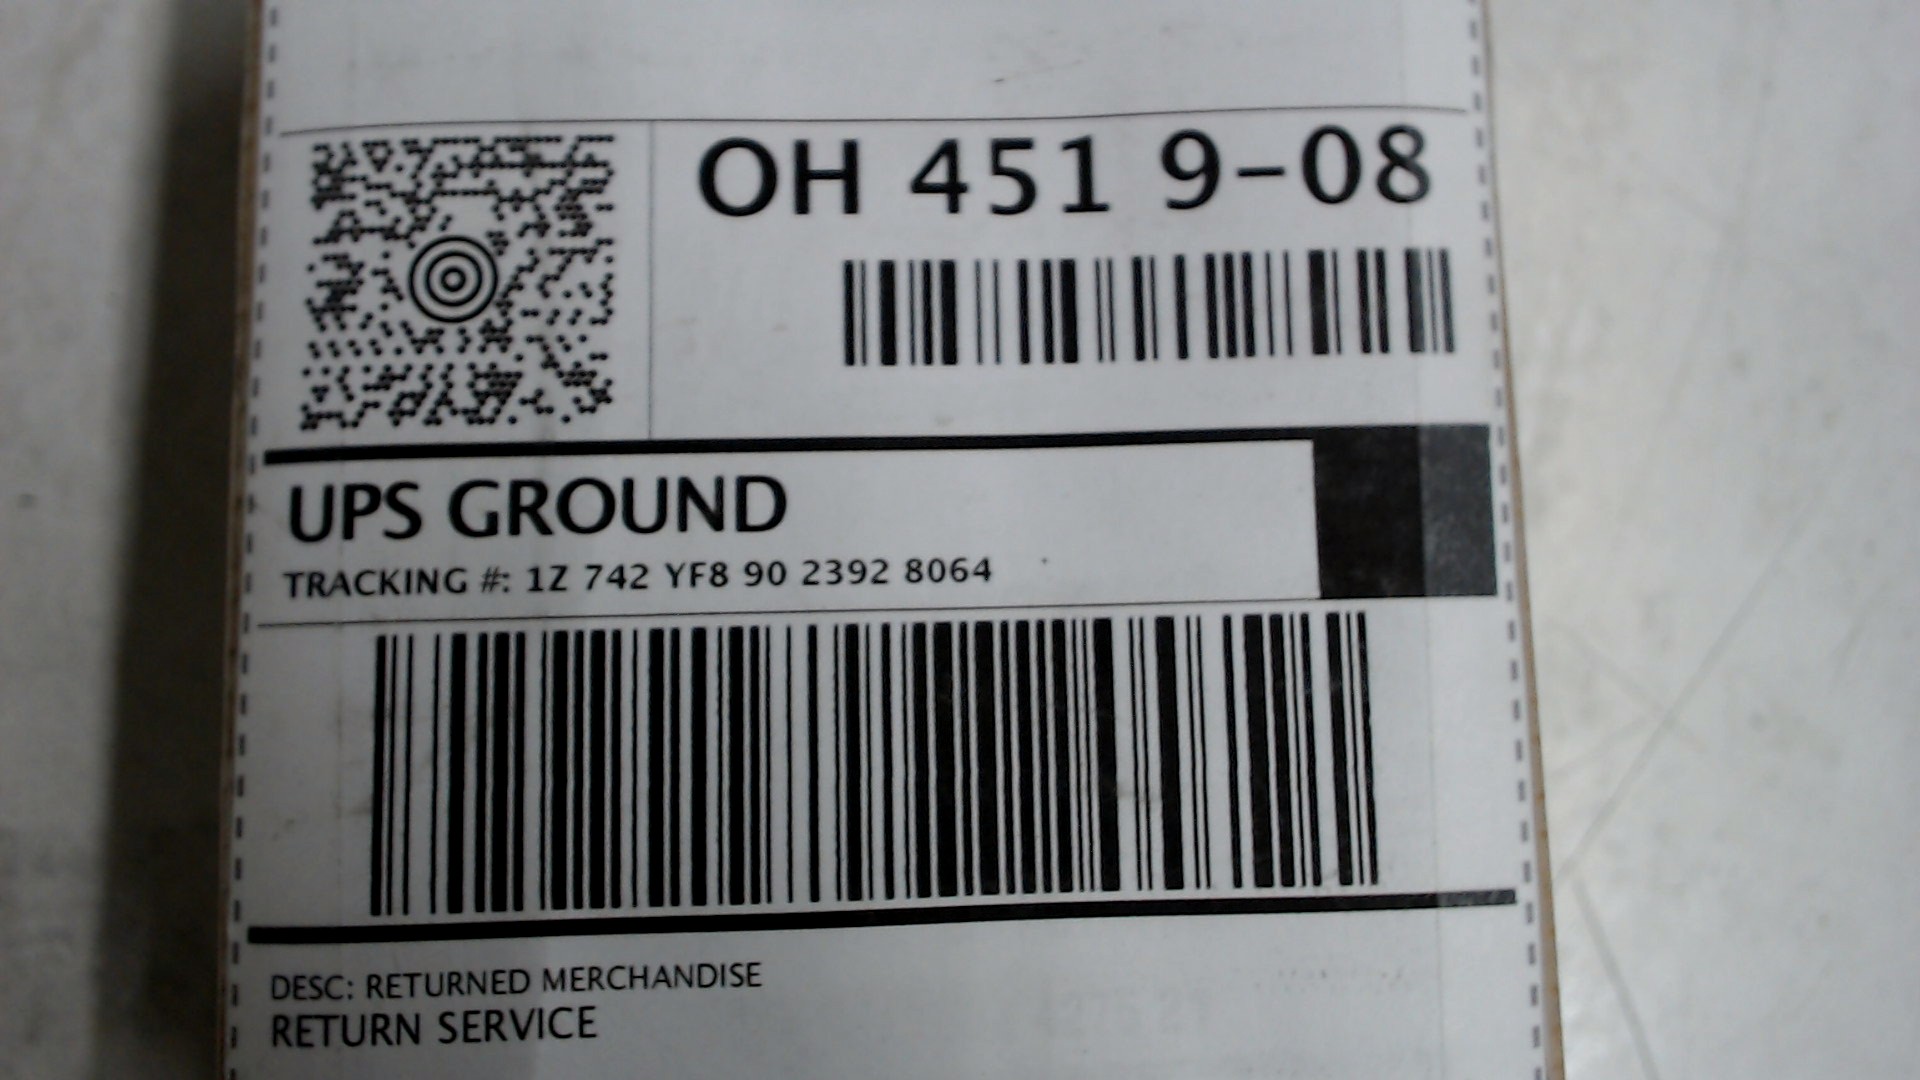 OH 451 9-08
UPS GROUND
TRACKING #: 1Z 742 YF8 90 2392 8064
DESC: RETURNED MERCHANDISE
RETURN SERVICE